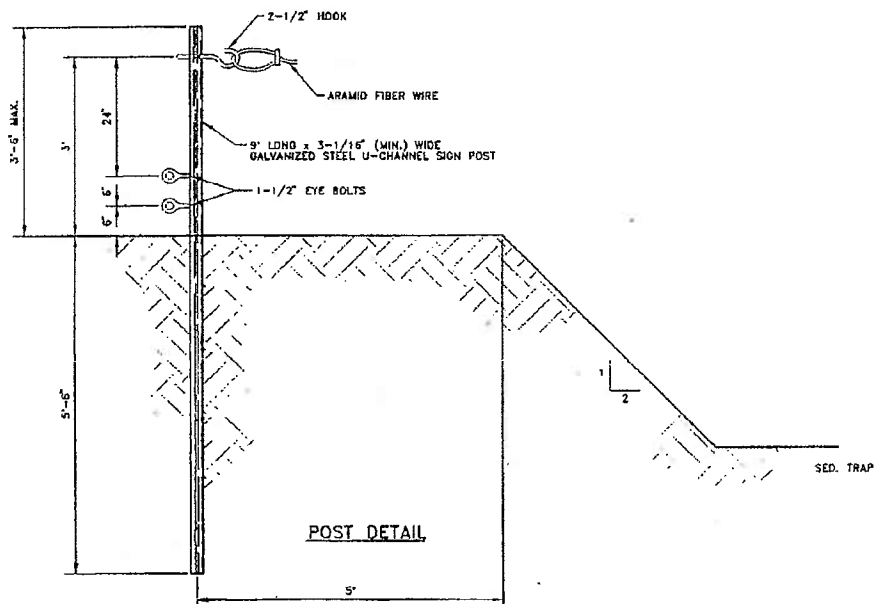 2-1/2" HOOK
ARAMID FIBER WIRE
3'-6" MAX.
3'
24"
9' LONG x 3-1/16" (MIN.) WIDE
GALVANIZED STEEL U-CHANNEL SIGN POST
6"
1-1/2" EYE BOLTS
6"
5'-6"
1
2
SED. TRAP
POST DETAIL
5'